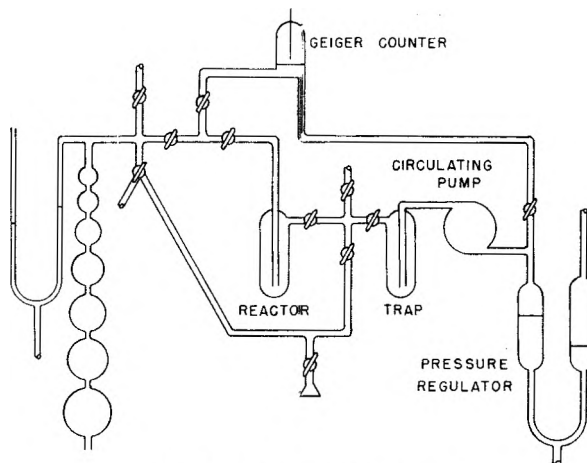 GEIGER COUNTER
CIRCULATING
PUMP
REACTOR
TRAP
PRESSURE
REGULATOR